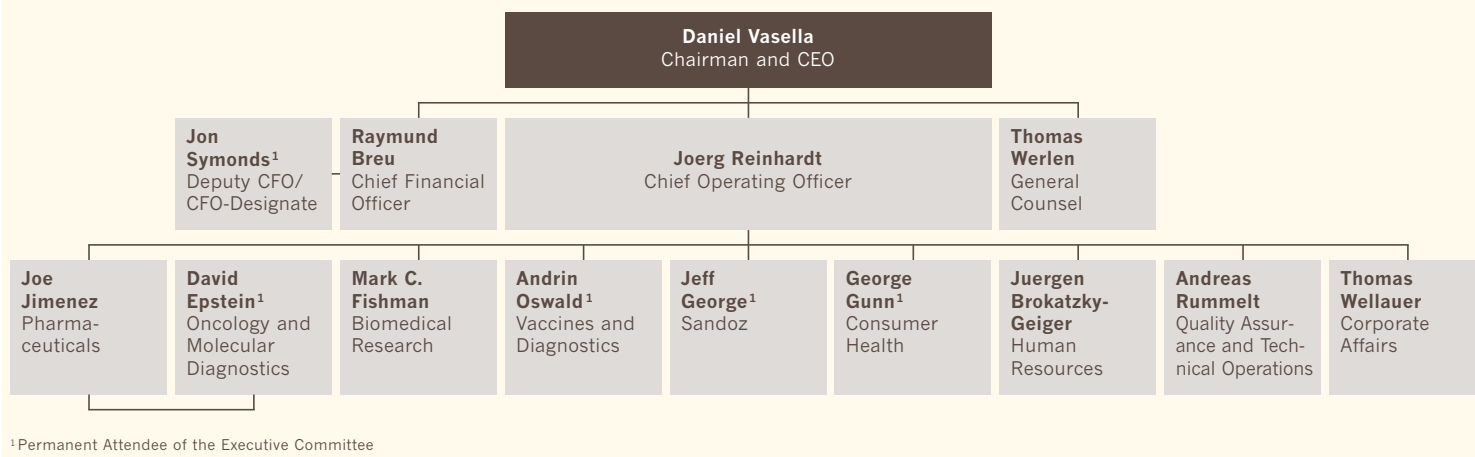 Daniel Vasella
Chairman and CEO
Jon
Symonds¹
Deputy CFO/
CFO-Designate
Raymund
Breu
Chief Financial
Officer
Joerg Reinhardt
Chief Operating Officer
Thomas
Werlen
General
Counsel
Joe
Jimenez
Pharma-
ceuticals
David
Epstein¹
Oncology and
Molecular
Diagnostics
Mark C.
Fishman
Biomedical
Research
Andrin
Oswald¹
Vaccines and
Diagnostics
Jeff
George¹
Sandoz
George
Gunn¹
Consumer
Health
Juergen
Brokatzky-
Geiger
Human
Resources
Andreas
Rummelt
Quality Assur-
ance and Tech-
nical Operations
Thomas
Wellauer
Corporate
Affairs
¹ Permanent Attendee of the Executive Committee